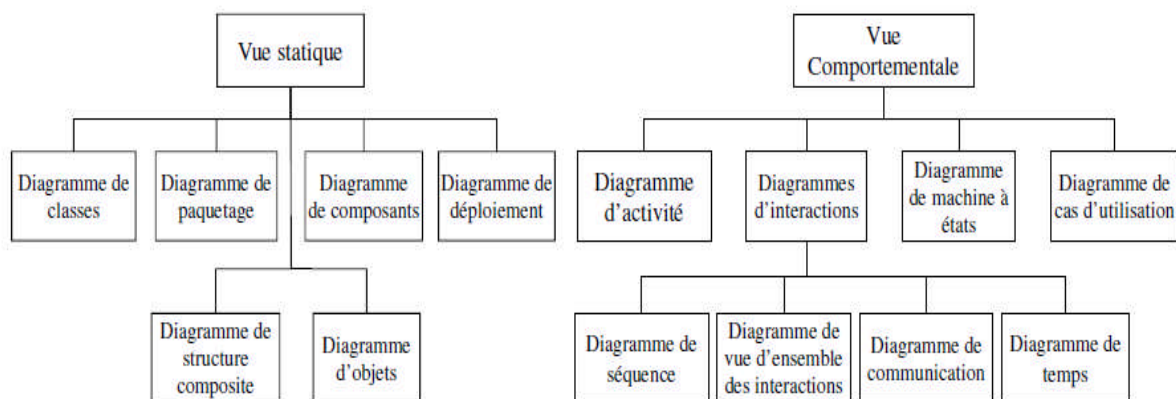 Vue statique
Vue
Comportementale
Diagramme de
classes
Diagramme de
paquetage
Diagramme
de composants
Diagramme de
déploiement
Diagramme
d'activité
Diagrammes
d'interactions
Diagramme
de machine à
états
Diagramme de
cas d'utilisation
Diagramme de
structure
composite
Diagramme
d'objets
Diagramme de
séquence
Diagramme de
vue d'ensemble
des interactions
Diagramme de
communication
Diagramme de
temps